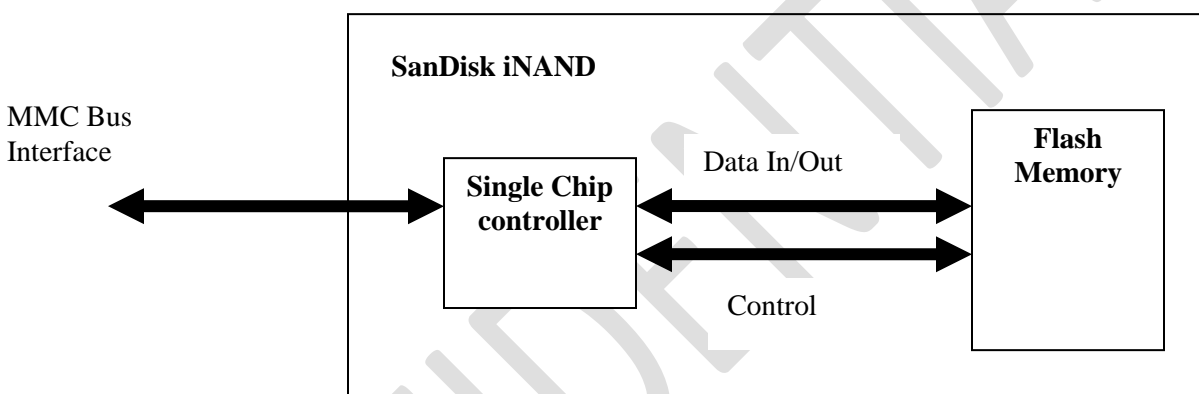 SanDisk iNAND
MMC Bus
Interface
Single Chip
controller
Data In/Out
Control
Flash
Memory